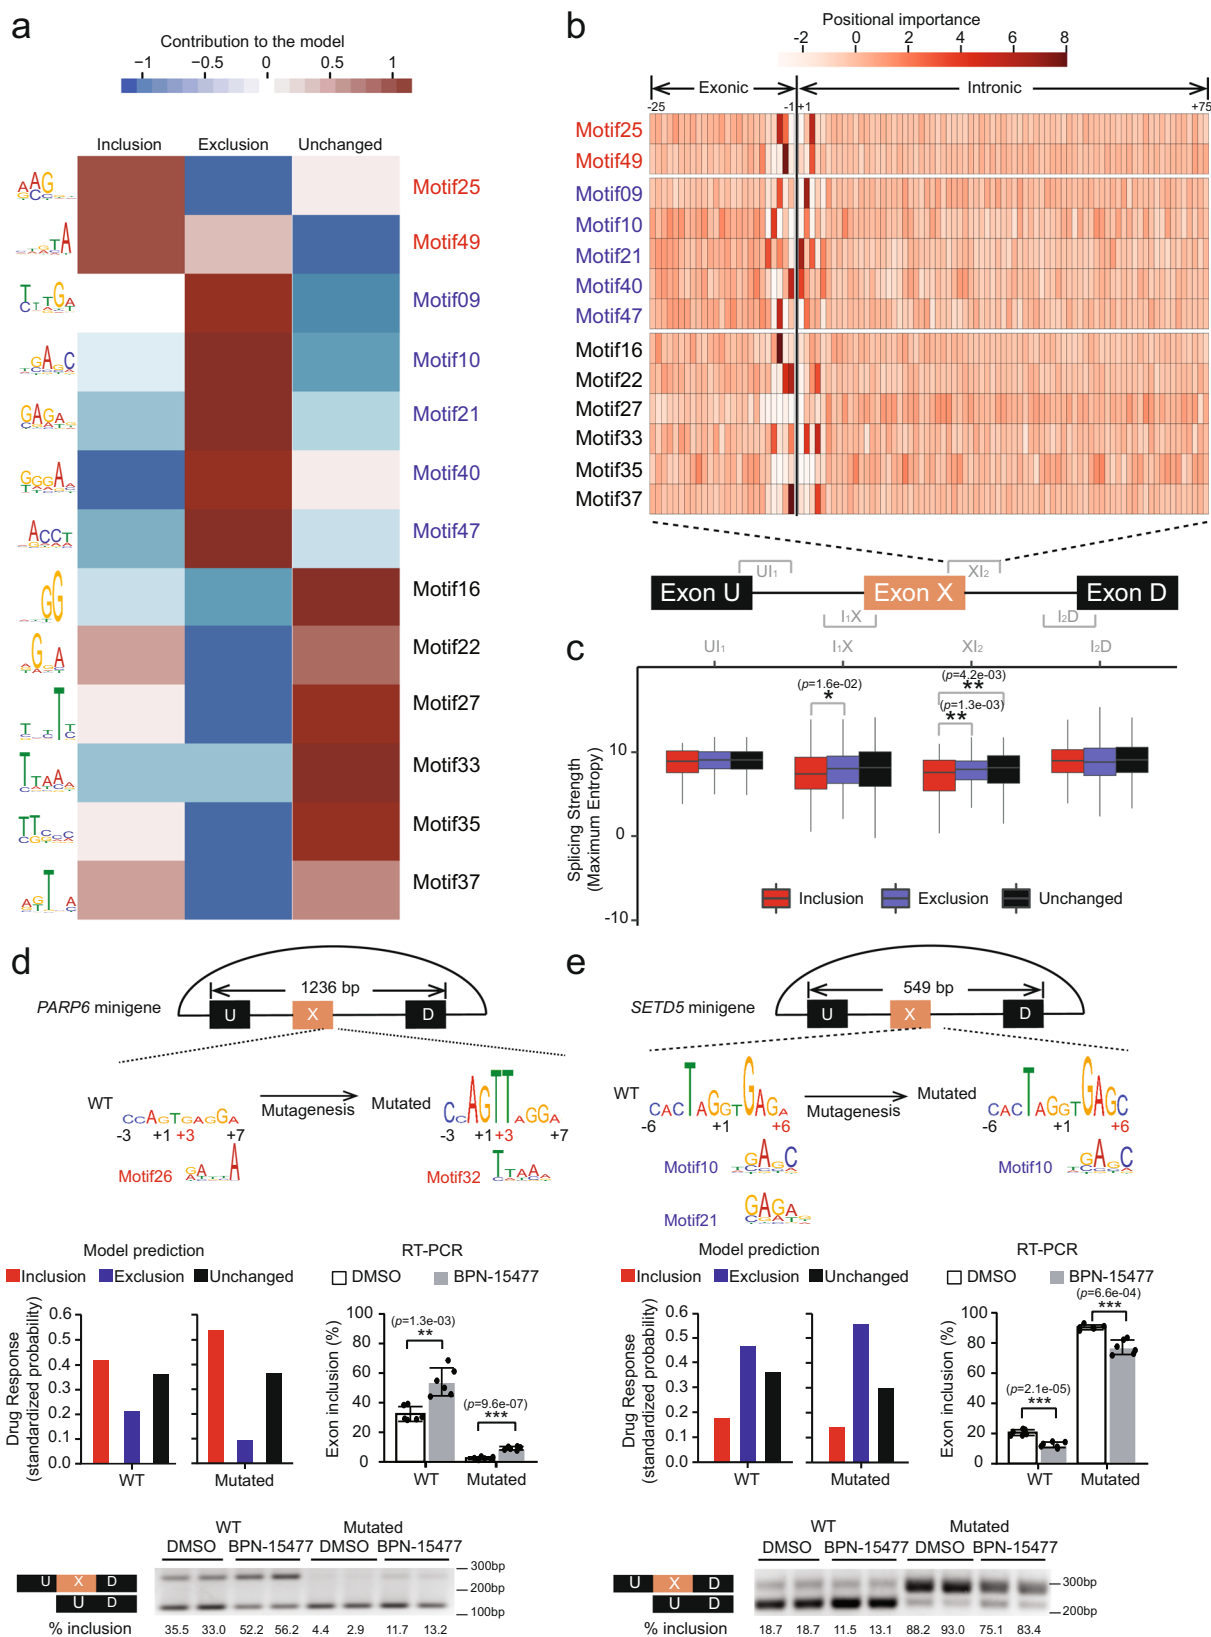 a
Contribution to the model
−1 −0.5 0 0.5 1
Inclusion Exclusion Unchanged
Motif25
Motif49
Motif09
Motif10
Motif21
Motif40
Motif47
Motif16
Motif22
Motif27
Motif33
Motif35
Motif37
b
Positional importance
-2 0 2 4 6 8
Exonic Intronic
-25 -1 +1 +75
Motif25
Motif49
Motif09
Motif10
Motif21
Motif40
Motif47
Motif16
Motif22
Motif27
Motif33
Motif35
Motif37
UI1 XI2
Exon U Exon X Exon D
I1X I2D
c
UI1 I1X XI2 I2D
(p=1.6e-02)
*
(p=4.2e-03)
**
(p=1.3e-03)
**
10
0
-10
Splicing Strength
(Maximum Entropy)
Inclusion Exclusion Unchanged
d
PARP6 minigene
1236 bp
U X D
WT CCAGTGAGGA
Mutagenesis
Mutated CCAGTTAGGA
-3 +1 +3 +7
-3 +1 +3 +7
Motif26
Motif32
Model prediction
Inclusion Exclusion Unchanged
Drug Response
(standardized probability)
0.6
0.5
0.4
0.3
0.2
0.1
0.0
WT Mutated
RT-PCR
DMSO BPN-15477
Exon inclusion (%)
100
80
60
40
20
0
(p=1.3e-03)
**
(p=9.6e-07)
***
WT Mutated
WT Mutated
DMSO BPN-15477 DMSO BPN-15477
U X D
U D
300bp
200bp
100bp
% inclusion 35.5 33.0 52.2 56.2 4.4 2.9 11.7 13.2
e
SETD5 minigene
549 bp
U X D
WT CACTAGGTGAGA
Mutagenesis
Mutated CACTAGGTGAGC
-6 +1 +6
-6 +1 +6
Motif10
Motif10
Motif21
Model prediction
Inclusion Exclusion Unchanged
Drug Response
(standardized probability)
0.6
0.5
0.4
0.3
0.2
0.1
0.0
WT Mutated
RT-PCR
DMSO BPN-15477
Exon inclusion (%)
100
80
60
40
20
0
(p=2.1e-05)
***
(p=6.6e-04)
***
WT Mutated
WT Mutated
DMSO BPN-15477 DMSO BPN-15477
U X D
U D
300bp
200bp
% inclusion 18.7 18.7 11.5 13.1 88.2 93.0 75.1 83.4